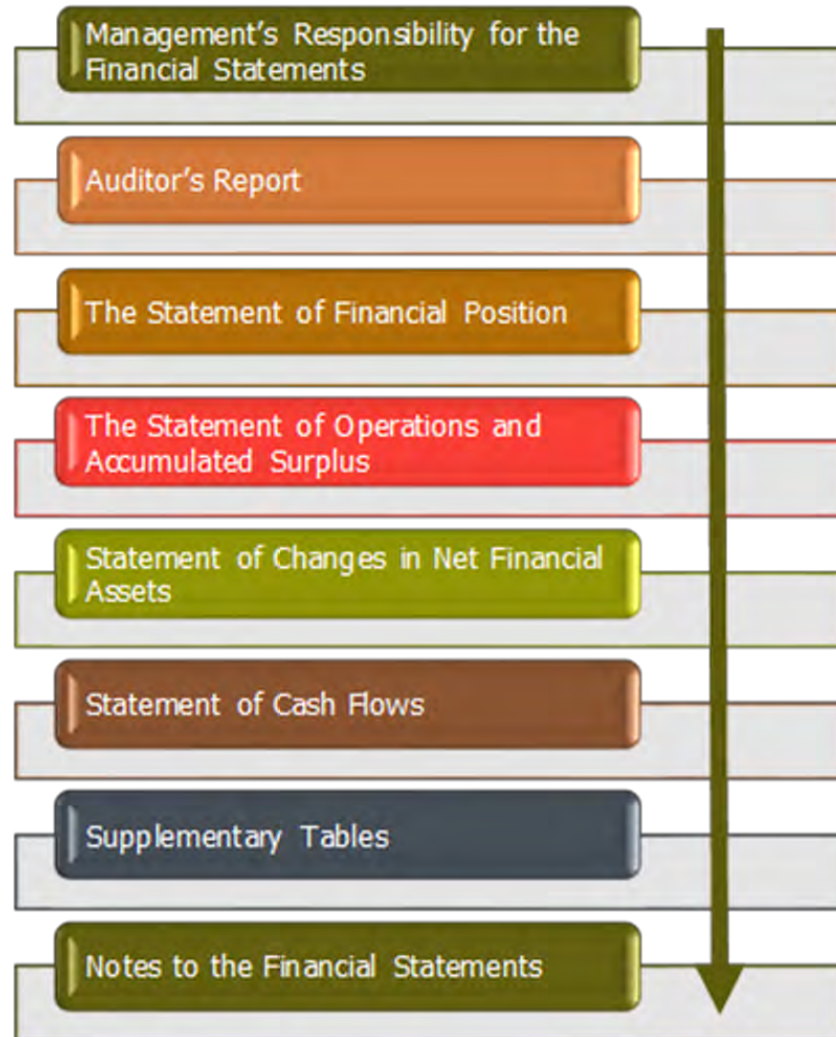 Management’s Responsibility for the
Financial Statements
Auditor’s Report
The Statement of Financial Position
The Statement of Operations and
Accumulated Surplus
Statement of Changes in Net Financial
Assets
Statement of Cash Flows
Supplementary Tables
Notes to the Financial Statements